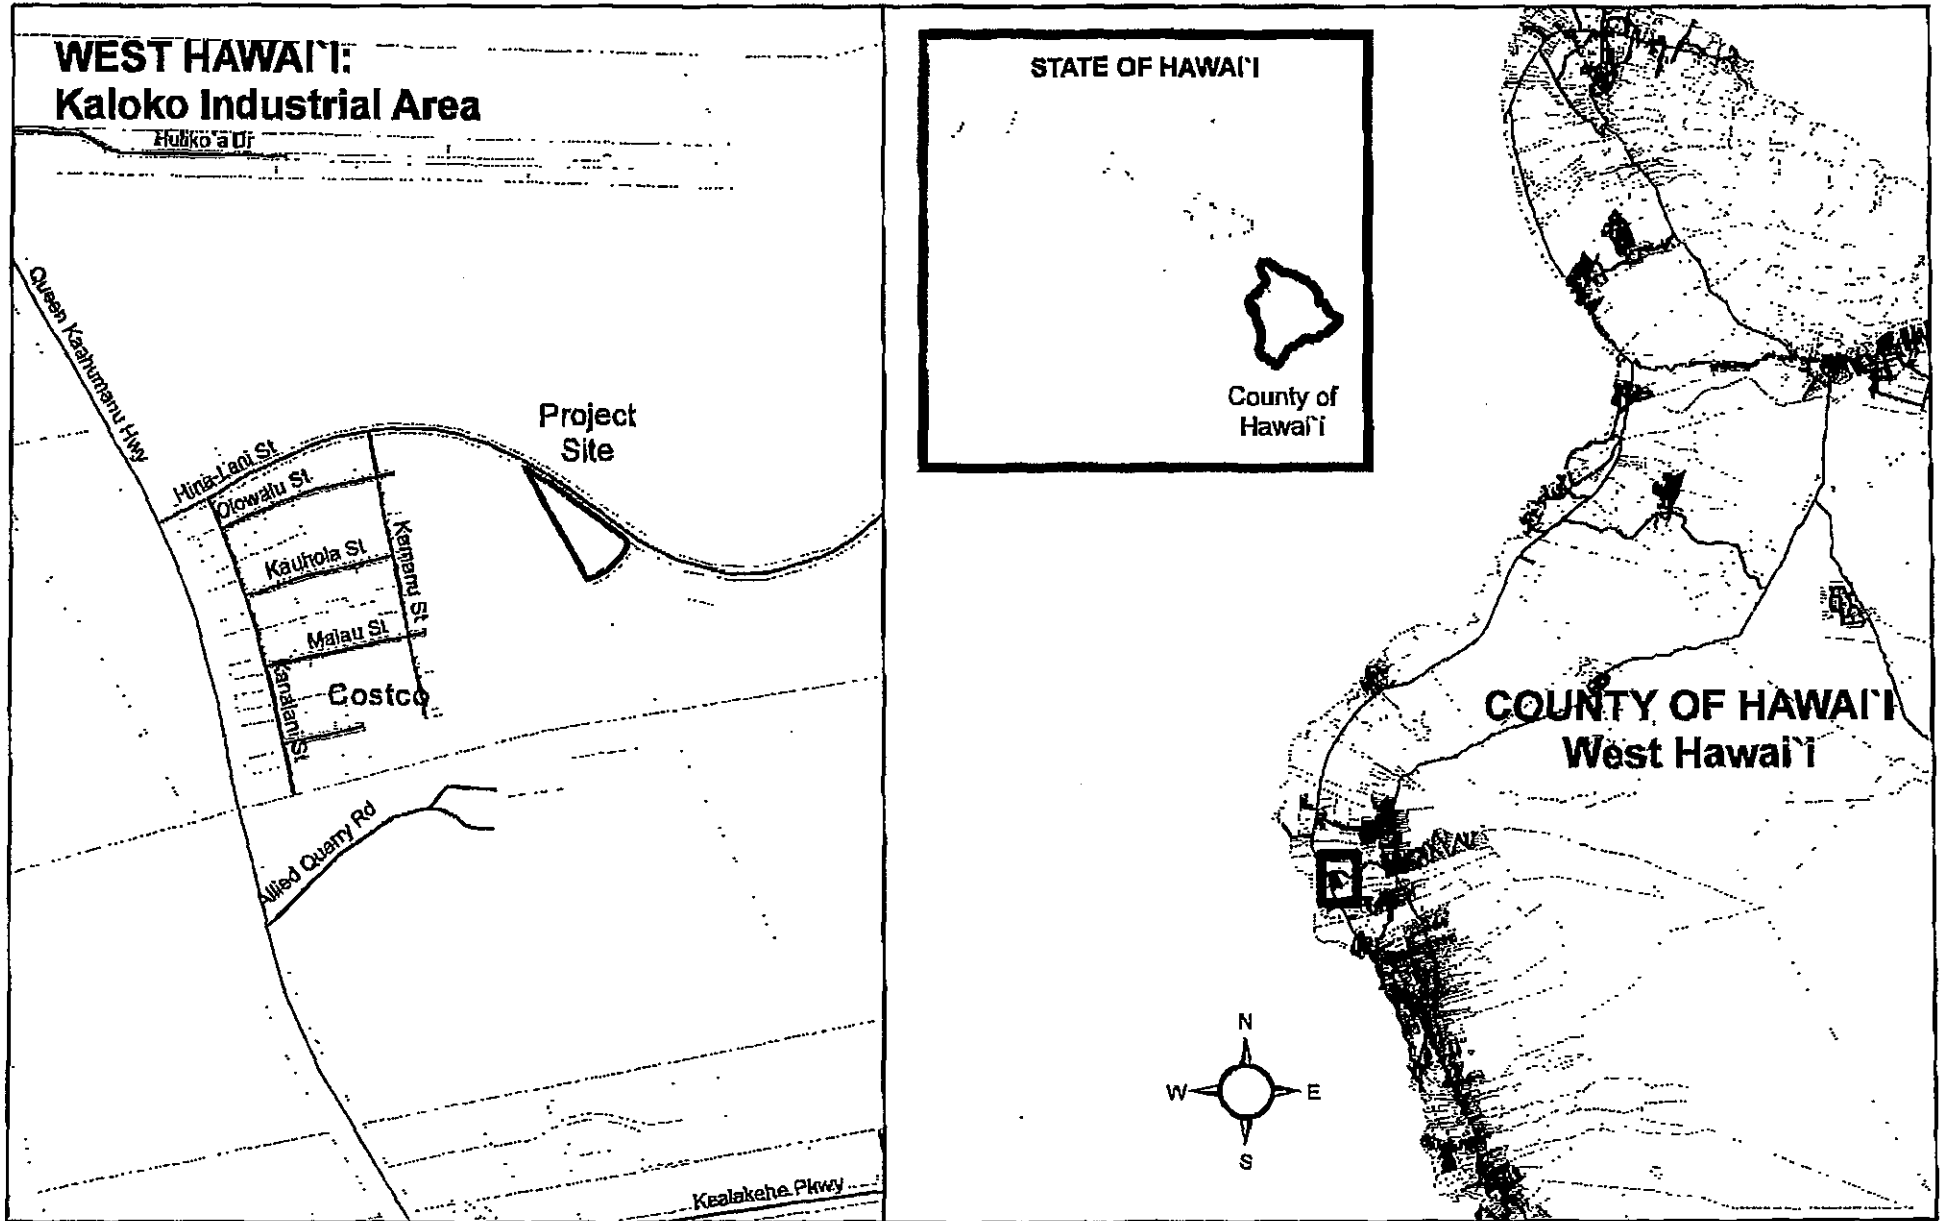 WEST HAWAI`I:
Kaloko Industrial Area
Huliko`a Dr
Queen Kaahumanu Hwy
Hina-Lani St
Olowalu St
Kauhola St
Kamanu St
Malau St
Kanalani St
Costco
Project
Site
Allied Quarry Rd
Kealakehe Pkwy
STATE OF HAWAI`I
County of
Hawai`i
COUNTY OF HAWAI`I
West Hawai`i
N
W
E
S